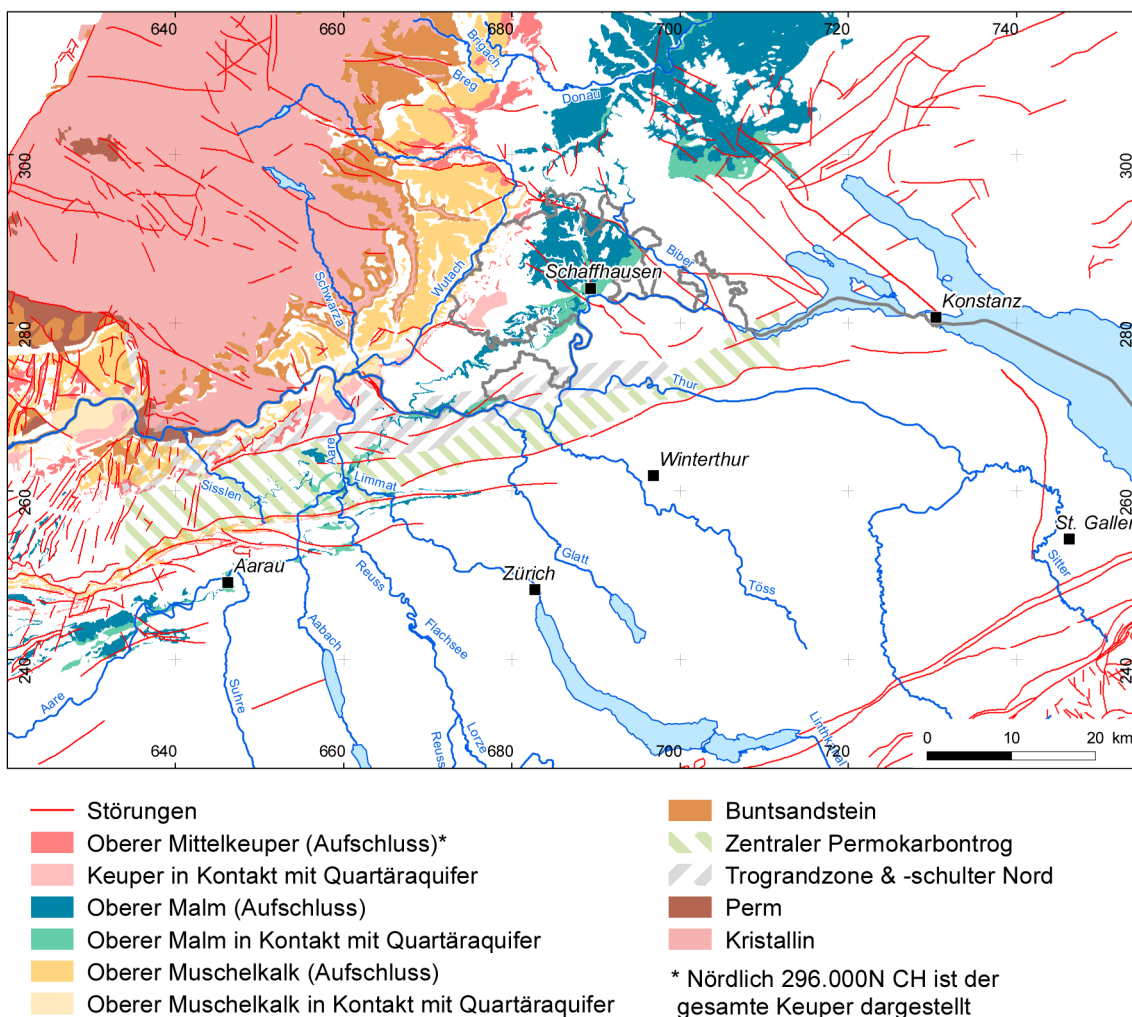 640
660
680
700
720
740
Brigach
Breg
Donau
300
300
Schwarza
Wutach
Biber
Schaffhausen
Konstanz
280
280
Thur
Aare
Winterthur
Limmat
Sisslen
260
260
St. Gallen
Sitter
Aarau
Zürich
Glatt
Töss
Reuss
Aabach
Flachsee
240
240
Aare
Suhre
Reuss
Lorze
Linthkanal
640
660
680
700
720
0 10 20 km
Störungen
Oberer Mittelkeuper (Aufschluss)*
Keuper in Kontakt mit Quartäraquifer
Oberer Malm (Aufschluss)
Oberer Malm in Kontakt mit Quartäraquifer
Oberer Muschelkalk (Aufschluss)
Oberer Muschelkalk in Kontakt mit Quartäraquifer
Buntsandstein
Zentraler Permokarbontrog
Trograndzone & -schulter Nord
Perm
Kristallin
* Nördlich 296.000N CH ist der
gesamte Keuper dargestellt